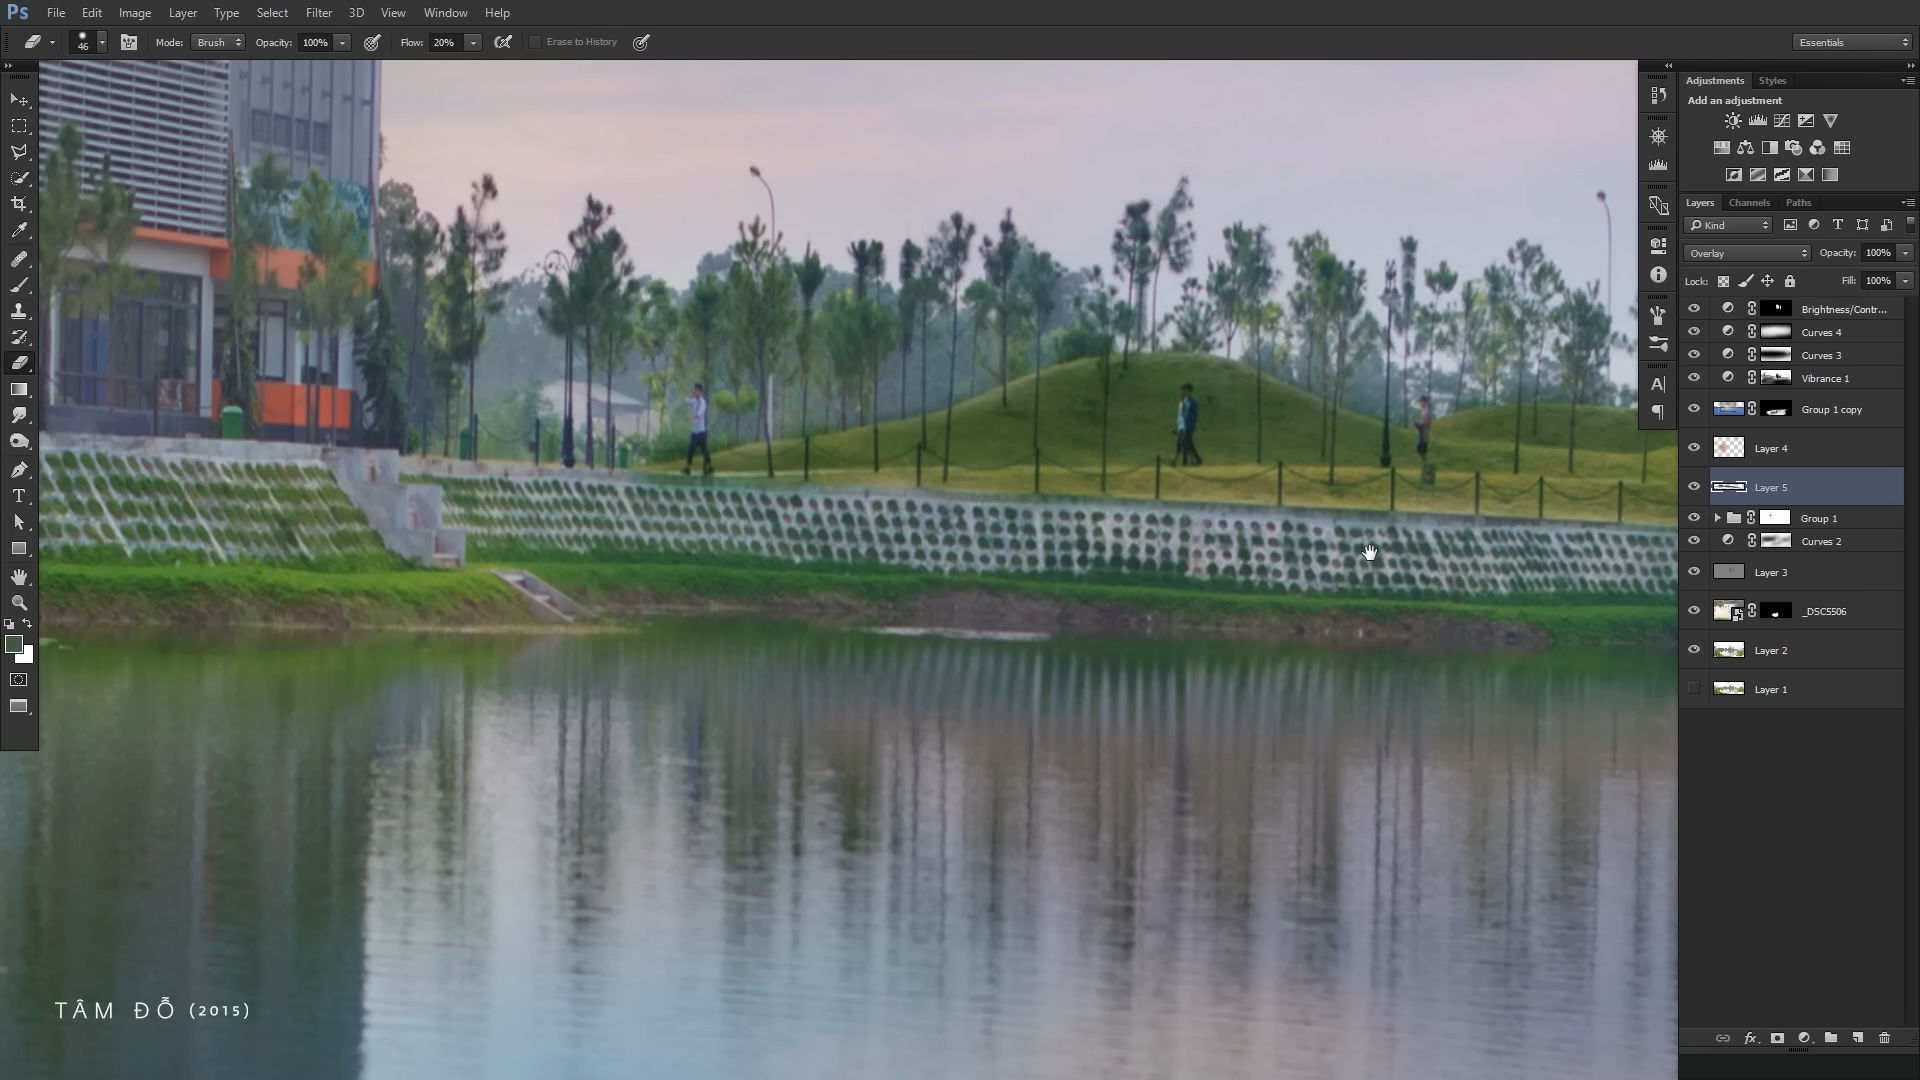 Ps File Edit Image Layer Type Select Filter 3D View Window Help
46 Mode: Brush Opacity: 100% Flow: 20% Erase to History Essentials
Adjustments Styles
Add an adjustment
Layers Channels Paths
Kind T
Overlay Opacity: 100%
Lock: Fill: 100%
Brightness/Contr...
Curves 4
Curves 3
Vibrance 1
Group 1 copy
Layer 4
Layer 5
Group 1
Curves 2
Layer 3
_DSC5506
Layer 2
Layer 1
T
A
fx
TÂM ĐỖ (2015)